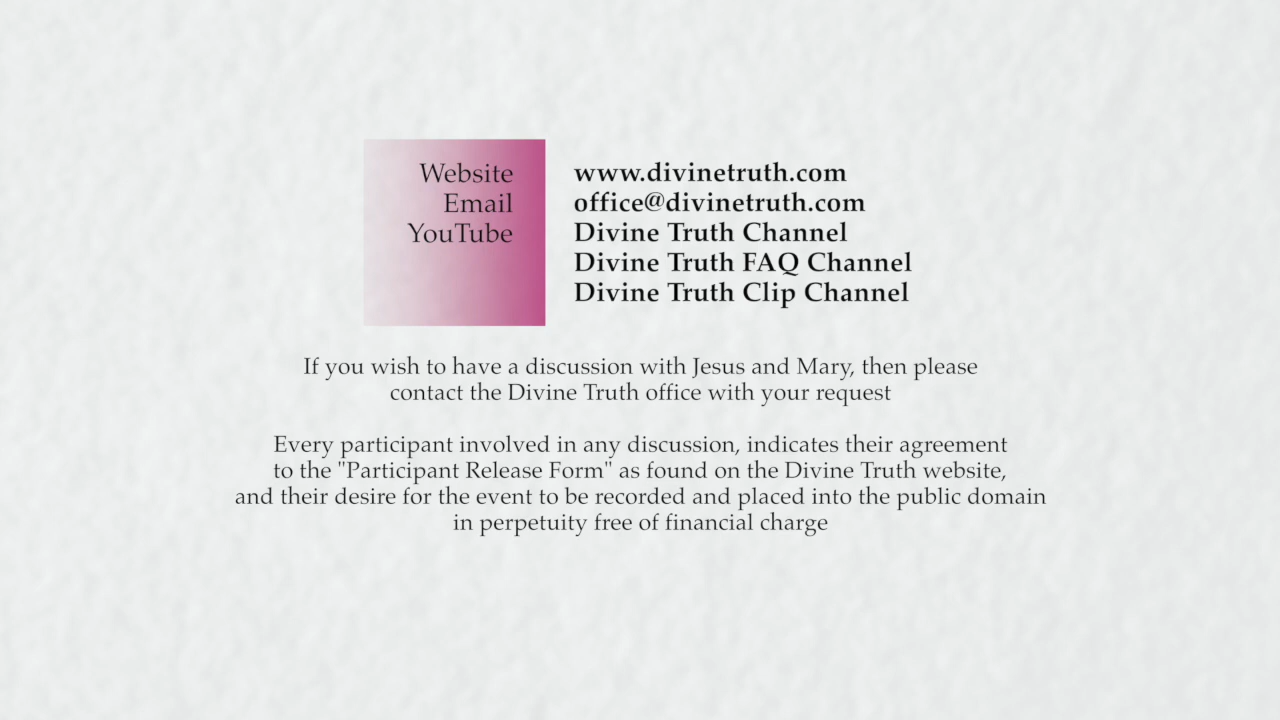 Website www.divinetruth.com
Email office@divinetruth.com
YouTube Divine Truth Channel
Divine Truth FAQ Channel
Divine Truth Clip Channel
If you wish to have a discussion with Jesus and Mary, then please
contact the Divine Truth office with your request
Every participant involved in any discussion, indicates their agreement
to the "Participant Release Form" as found on the Divine Truth website,
and their desire for the event to be recorded and placed into the public domain
in perpetuity free of financial charge